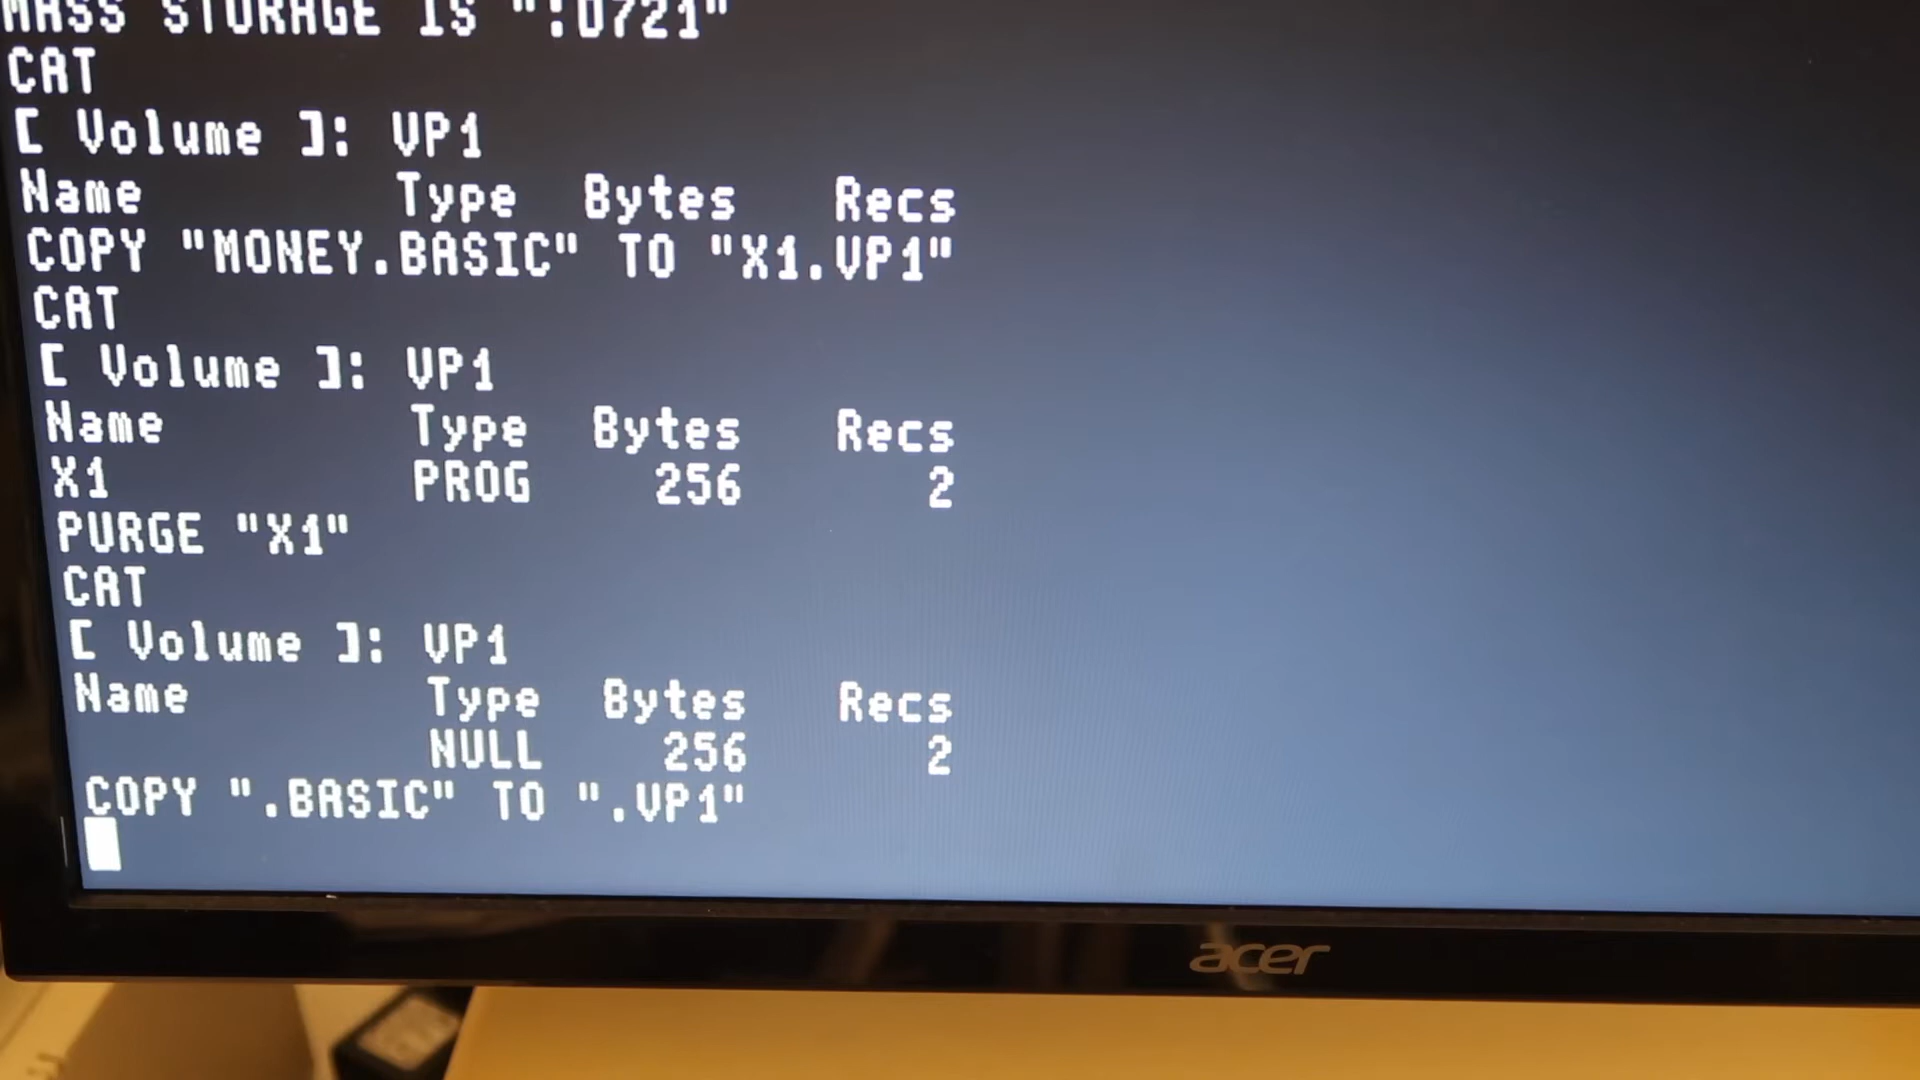 MASS STORAGE IS ":D721"
CAT
[ Volume ]: VP1
Name Type Bytes Recs
COPY "MONEY.BASIC" TO "X1.VP1"
CAT
[ Volume ]: VP1
Name Type Bytes Recs
X1 PROG 256 2
PURGE "X1"
CAT
[ Volume ]: VP1
Name Type Bytes Recs
NULL 256 2
COPY ".BASIC" TO ".VP1"
acer